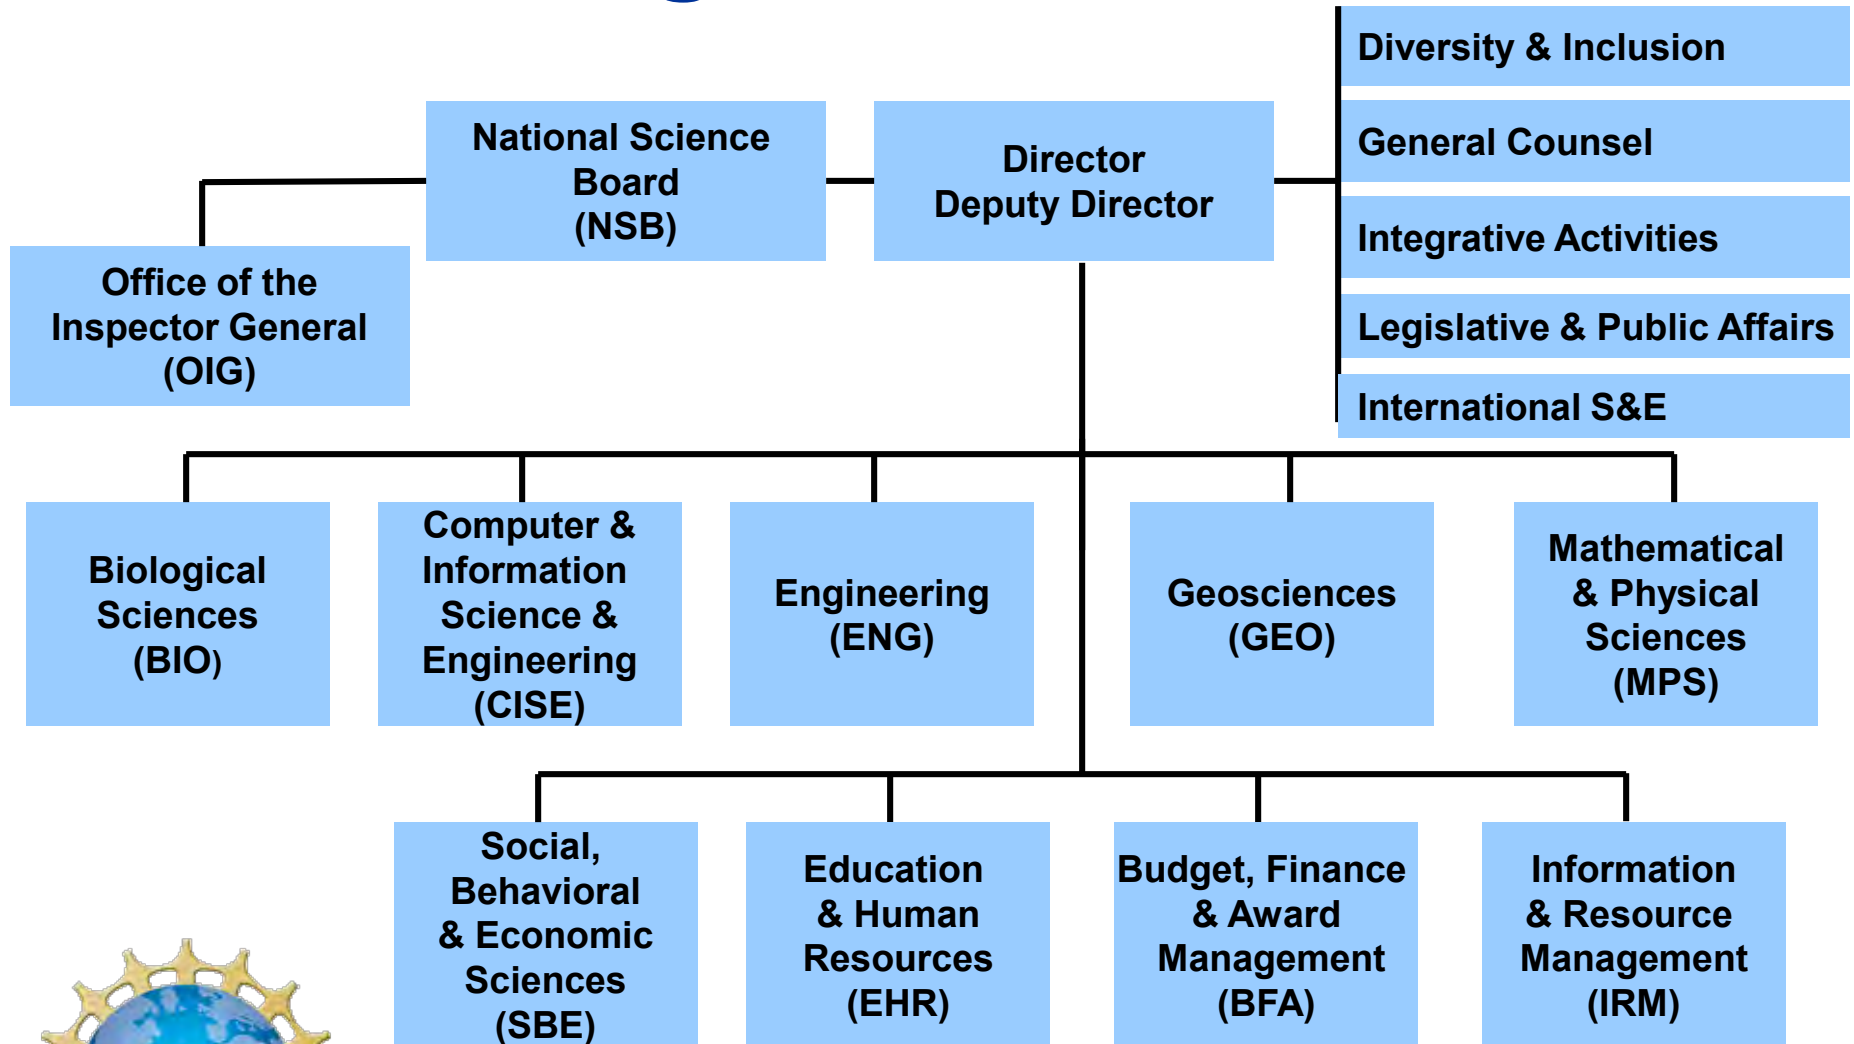 Diversity & Inclusion
General Counsel
Integrative Activities
Legislative & Public Affairs
International S&E
National Science
Board
(NSB)
Director
Deputy Director
Office of the
Inspector General
(OIG)
Biological
Sciences
(BIO)
Computer &
Information
Science &
Engineering
(CISE)
Engineering
(ENG)
Geosciences
(GEO)
Mathematical
& Physical
Sciences
(MPS)
Social,
Behavioral
& Economic
Sciences
(SBE)
Education
& Human
Resources
(EHR)
Budget, Finance
& Award
Management
(BFA)
Information
& Resource
Management
(IRM)